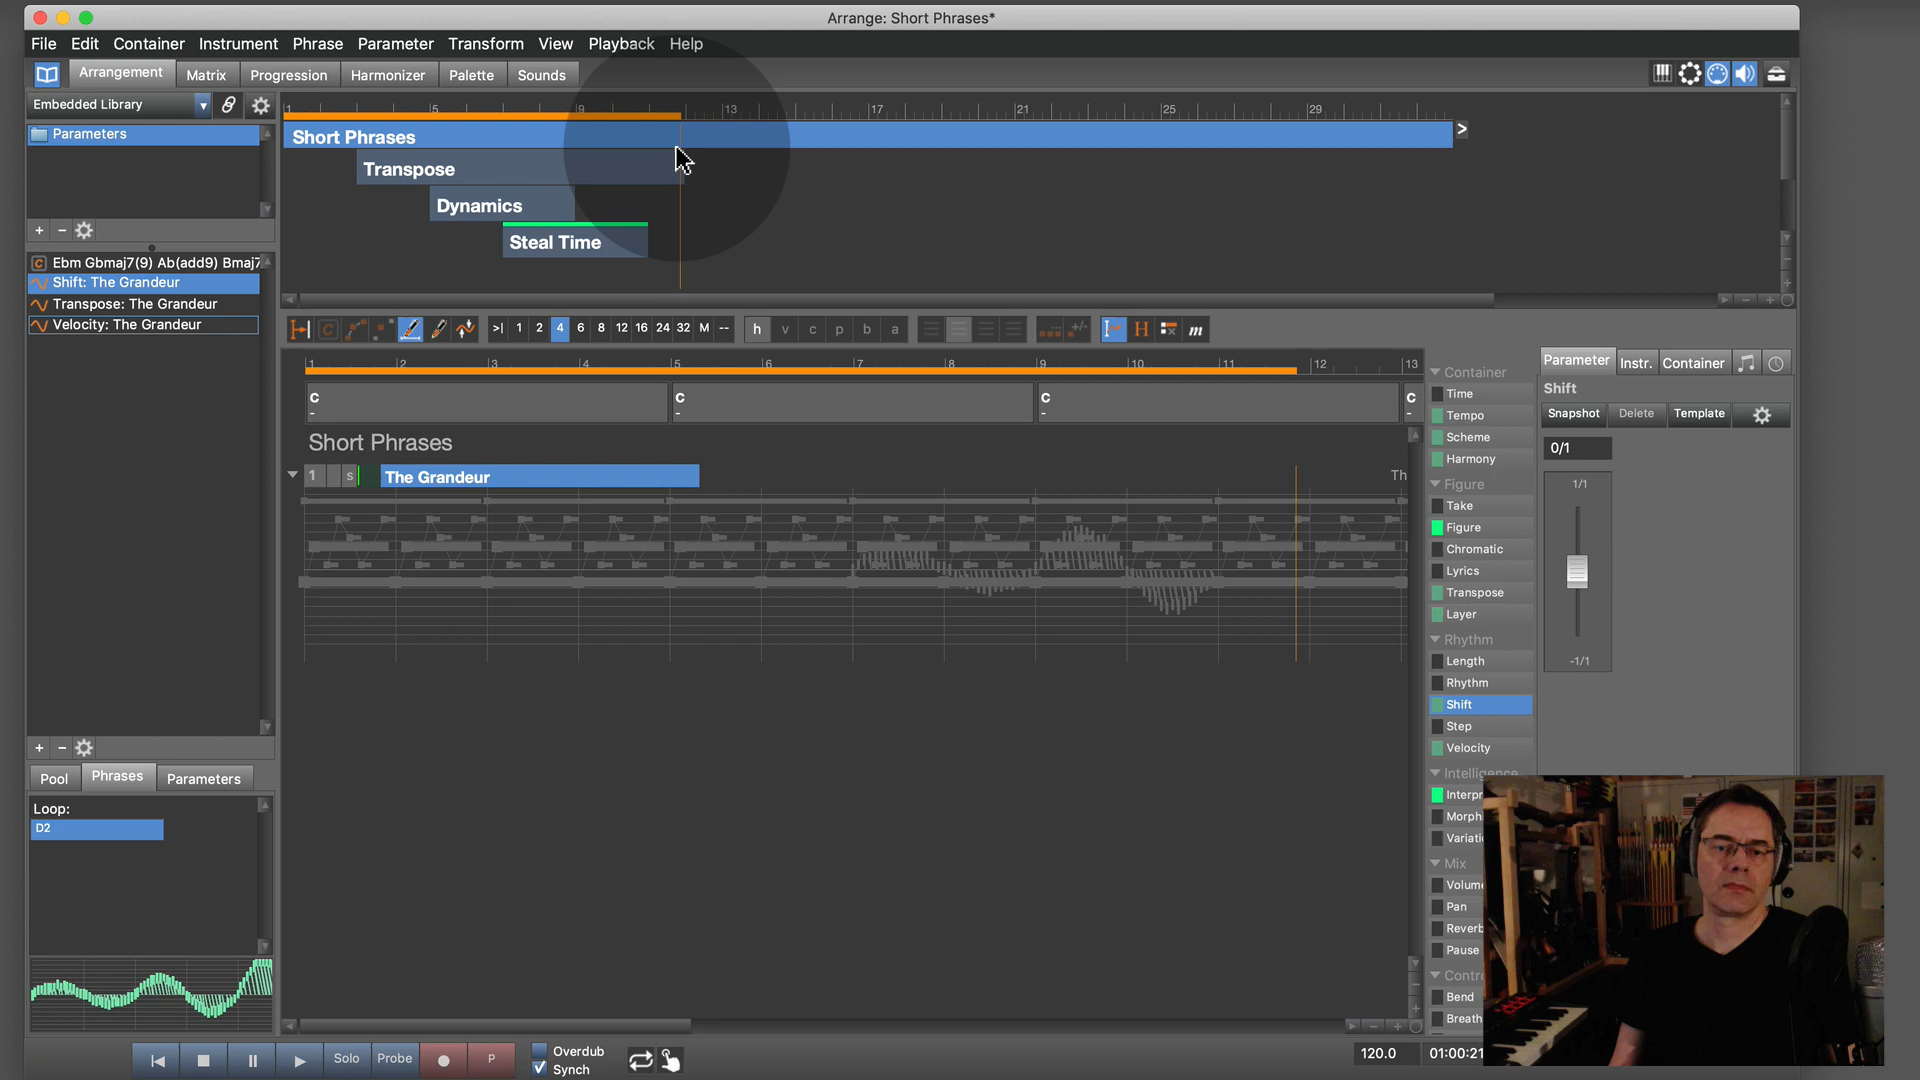 Arrange: Short Phrases*
File Edit Container Instrument Phrase Parameter Transform View Playback Help
Arrangement Matrix Progression Harmonizer Palette Sounds
Embedded Library
1 5 9 13 17 21 25 29
Parameters
Short Phrases >
Transpose
Dynamics
Steal Time
+ -
C Ebm Gbmaj7(9) Ab(add9) Bmaj7
Shift: The Grandeur
Transpose: The Grandeur
Velocity: The Grandeur
>| 1 2 4 6 8 12 16 24 32 M -- h v c p b a H m
1 2 3 4 5 6 7 8 9 10 11 12 13
C C C C
- - - -
Short Phrases
1 s The Grandeur Th
Container
Time
Tempo
Scheme
Harmony
Figure
Take
Figure
Chromatic
Lyrics
Transpose
Layer
Rhythm
Length
Rhythm
Shift
Step
Velocity
Intelligence
Interpr
Morphi
Variati
Mix
Volume
Pan
Reverb
Pause
Contro
Bend
Breath
Parameter Instr. Container
Shift
Snapshot Delete Template
0/1
1/1
-1/1
+ -
Pool Phrases Parameters
Loop:
D2
Solo Probe P
Overdub
Synch
120.0 01:00:21